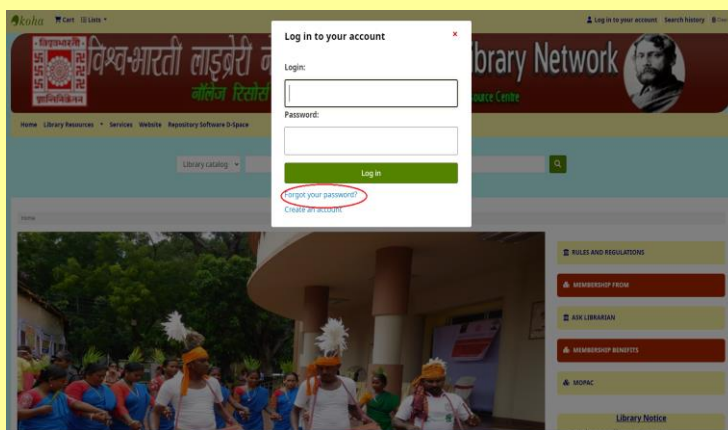 koha Cart Lists
Log in to your account Search history
विश्व-भारती लाइब्रेरी
Library Network
शान्तिनिकेतन
नॉलेज रिसोर्स
source Centre
Home Library Resources Services Website Repository Software D-Space
Library catalog
Log in to your account x
Login:
Password:
Log in
Forgot your password?
Create an account
Home
RULES AND REGULATIONS
MEMBERSHIP FROM
ASK LIBRARIAN
MEMBERSHIP BENEFITS
MOPAC
Library Notice